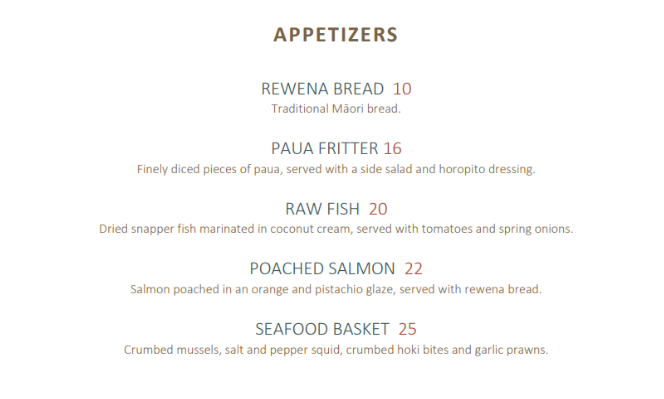 APPETIZERS
REWENA BREAD 10
Traditional Māori bread.
PAUA FRITTER 16
Finely diced pieces of paua, served with a side salad and horopito dressing.
RAW FISH 20
Dried snapper fish marinated in coconut cream, served with tomatoes and spring onions.
POACHED SALMON 22
Salmon poached in an orange and pistachio glaze, served with rewena bread.
SEAFOOD BASKET 25
Crumbed mussels, salt and pepper squid, crumbed hoki bites and garlic prawns.